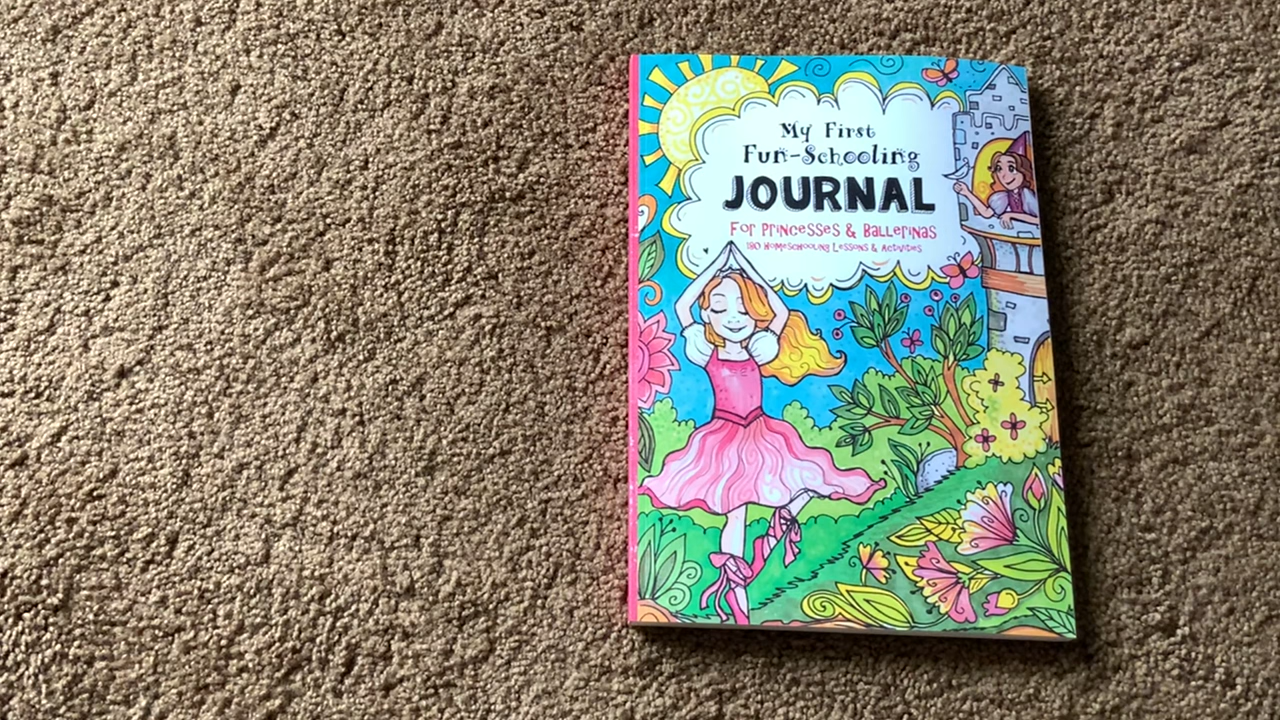 My First
Fun-Schooling
JOURNAL
For Princesses & Ballerinas
180 Homeschooling Lessons & Activities